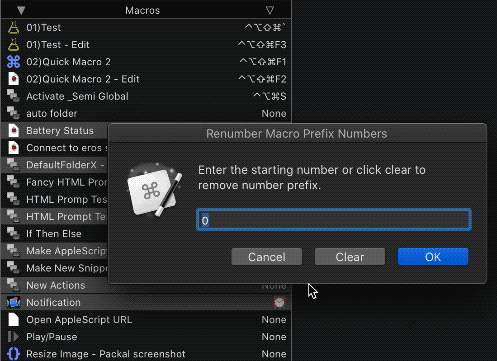 Macros
01)Test ^⌥⇧⌘`
01)Test - Edit ^⌥⇧⌘F3
02)Quick Macro 2 ^⌥⇧⌘F1
02)Quick Macro 2 - Edit ^⌥⇧⌘F2
Activate _Semi Global ^⌥⌘S
auto folder None
Battery Status
Connect to eros
DefaultFolderX -
Fancy HTML Pro
HTML Promp Tes
HTML Prompt Te
If Then Else
Make AppleScript
Make New Snippe
New Actions None
Notification
Open AppleScript URL None
Play/Pause None
Resize Image - Packal screenshot None
Renumber Macro Prefix Numbers
Enter the starting number or click clear to
remove number prefix.
0
Cancel Clear OK